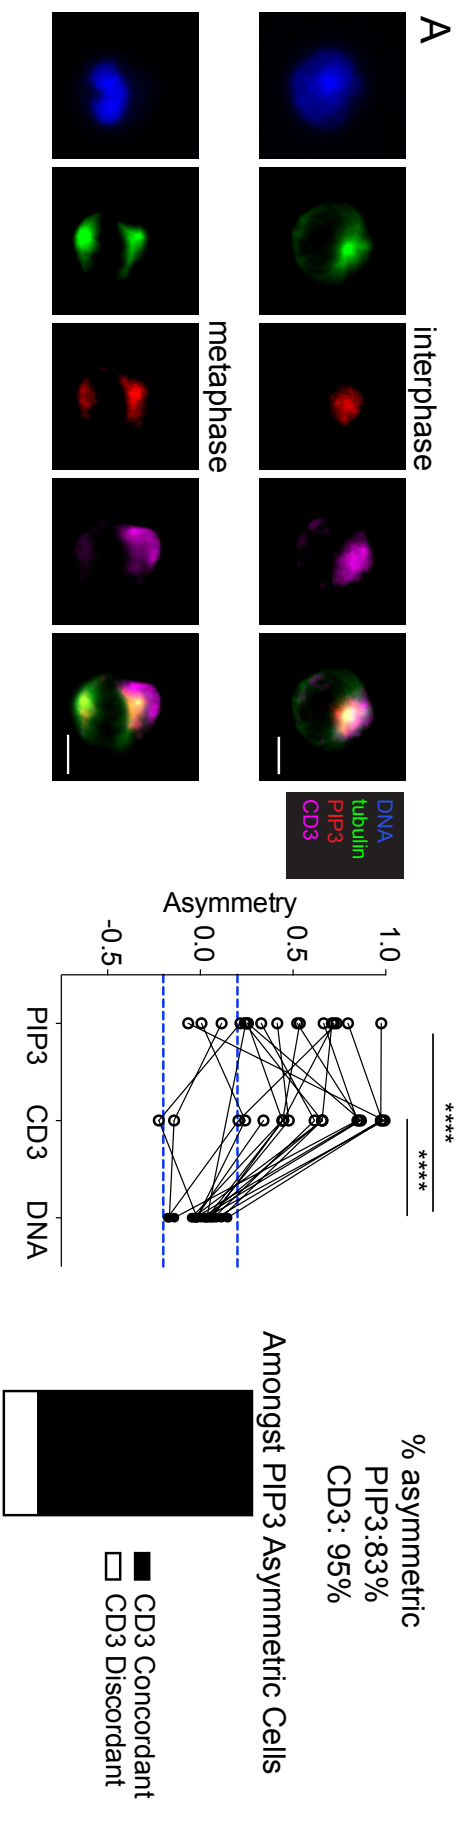 A
interphase
metaphase
DNA
tubulin
PIP3
CD3
Asymmetry
1.0
0.5
0.0
-0.5
PIP3
CD3
DNA
****
****
% asymmetric
PIP3:83%
CD3: 95%
Amongst PIP3 Asymmetric Cells
CD3 Concordant
CD3 Discordant